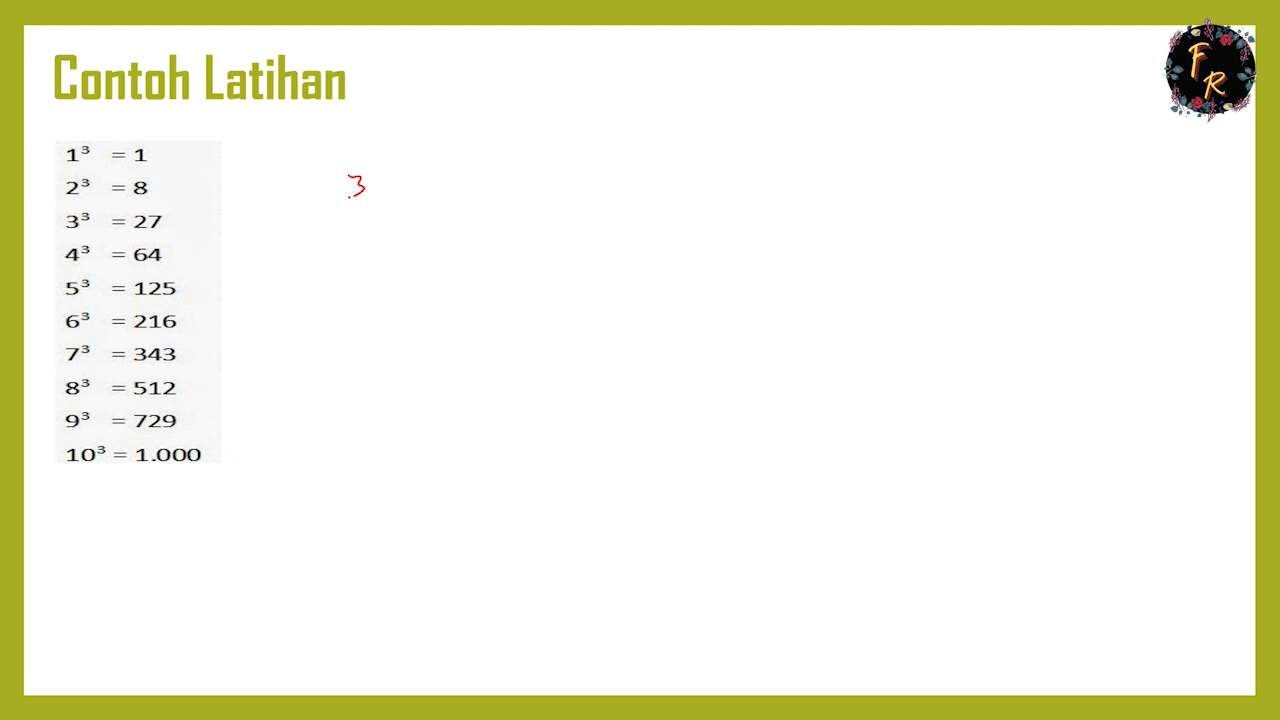 Contoh Latihan
F
R
1³ = 1
2³ = 8
3
3³ = 27
4³ = 64
5³ = 125
6³ = 216
7³ = 343
8³ = 512
9³ = 729
10³ = 1.000